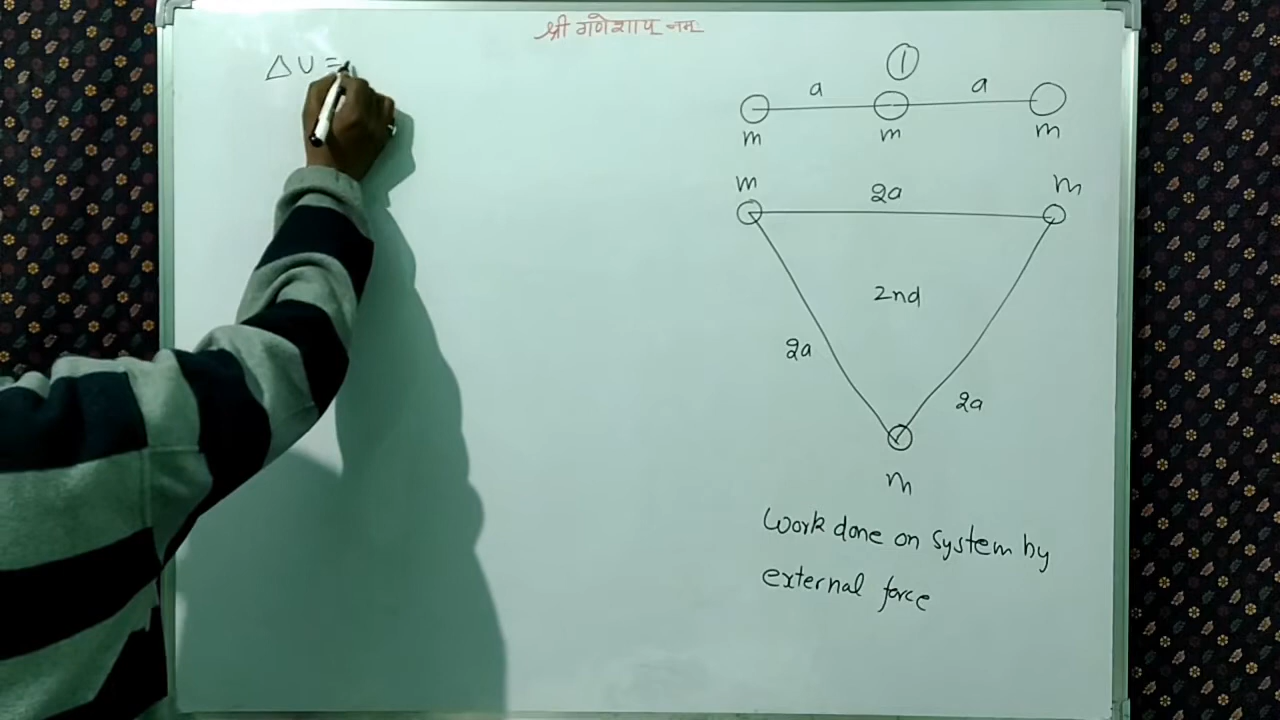 श्री गणेशाय नमः
ΔU =
①
a a
m m m
m m
2a
2nd
2a
2a
m
Work done on system by
external force